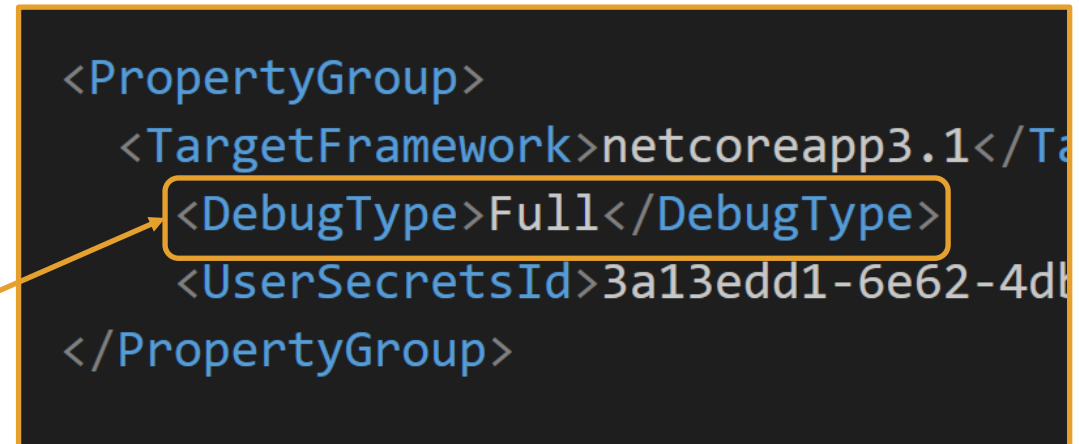 <PropertyGroup>
<TargetFramework>netcoreapp3.1</Ta
<DebugType>Full</DebugType>
<UserSecretsId>3a13edd1-6e62-4db
</PropertyGroup>